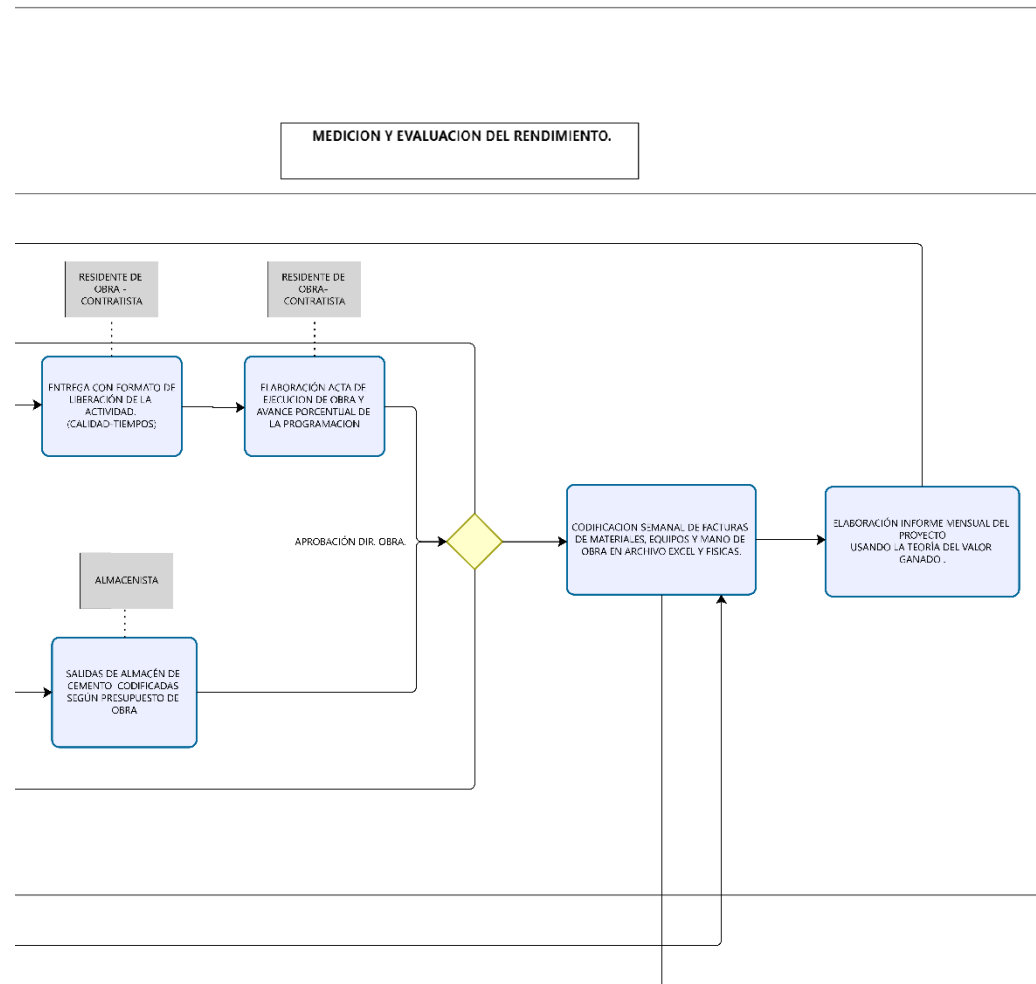 MEDICION Y EVALUACION DEL RENDIMIENTO.
RESIDENTE DE
OBRA -
CONTRATISTA
RESIDENTE DE
OBRA-
CONTRATISTA
ENTREGA CON FORMATO DE
LIBERACIÓN DE LA
ACTIVIDAD.
(CALIDAD-TIEMPOS)
ELABORACIÓN ACTA DE
EJECUCION DE OBRA Y
AVANCE PORCENTUAL DE
LA PROGRAMACION
APROBACIÓN DIR. OBRA.
CODIFICACION SEMANAL DE FACTURAS
DE MATERIALES, EQUIPOS Y MANO DE
OBRA EN ARCHIVO EXCEL Y FISICAS.
ELABORACIÓN INFORME MENSUAL DEL
PROYECTO
USANDO LA TEORÌA DEL VALOR
GANADO .
ALMACENISTA
SALIDAS DE ALMACÉN DE
CEMENTO CODIFICADAS
SEGÚN PRESUPUESTO DE
OBRA